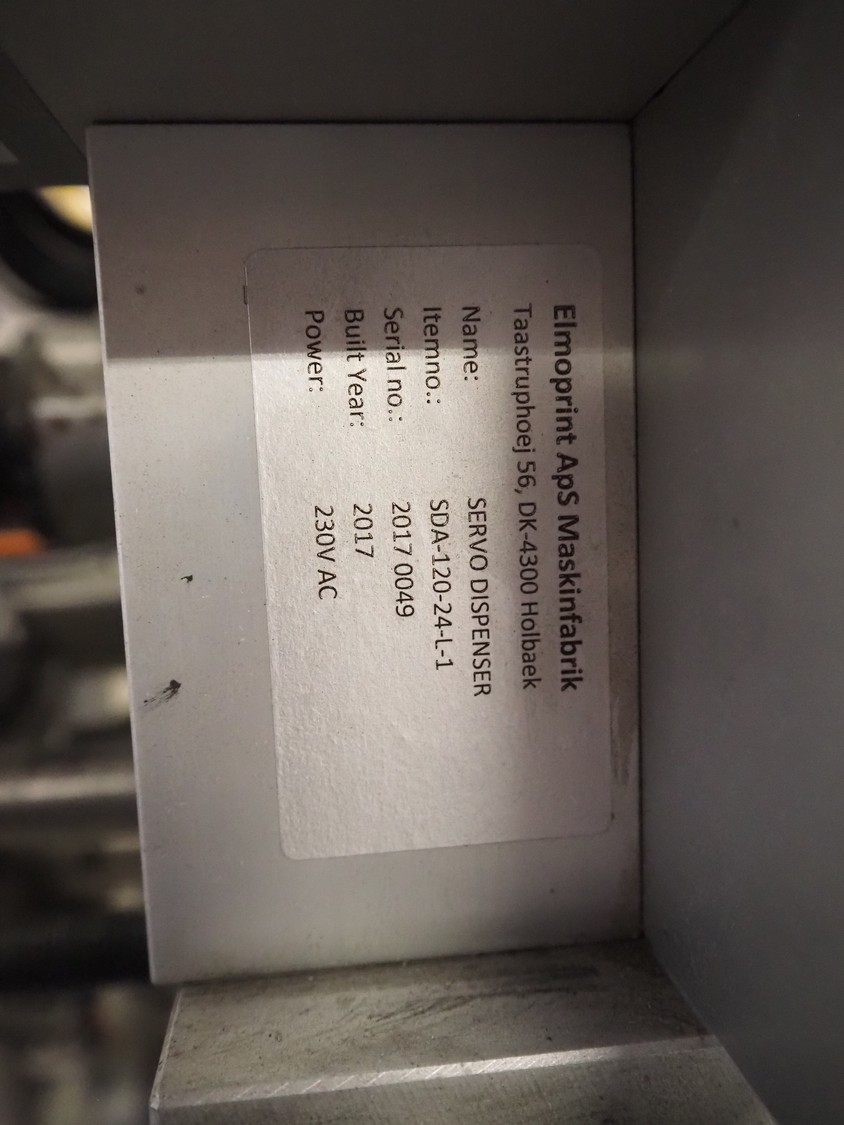 Elmoprint ApS Maskinfabrik
Taastruphoej 56, DK-4300 Holbaek
Name: SERVO DISPENSER
Itemno.: SDA-120-24-L-1
Serial no.: 2017 0049
Built Year: 2017
Power: 230V AC